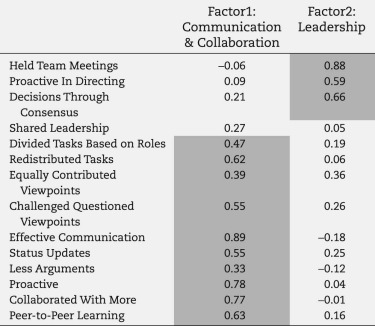 Factor1: Factor2:
Communication Leadership
& Collaboration
Held Team Meetings −0.06 0.88
Proactive In Directing 0.09 0.59
Decisions Through 0.21 0.66
Consensus
Shared Leadership 0.27 0.05
Divided Tasks Based on Roles 0.47 0.19
Redistributed Tasks 0.62 0.06
Equally Contributed 0.39 0.36
Viewpoints
Challenged Questioned 0.55 0.26
Viewpoints
Effective Communication 0.89 −0.18
Status Updates 0.55 0.25
Less Arguments 0.33 −0.12
Proactive 0.78 0.04
Collaborated With More 0.77 −0.01
Peer-to-Peer Learning 0.63 0.16